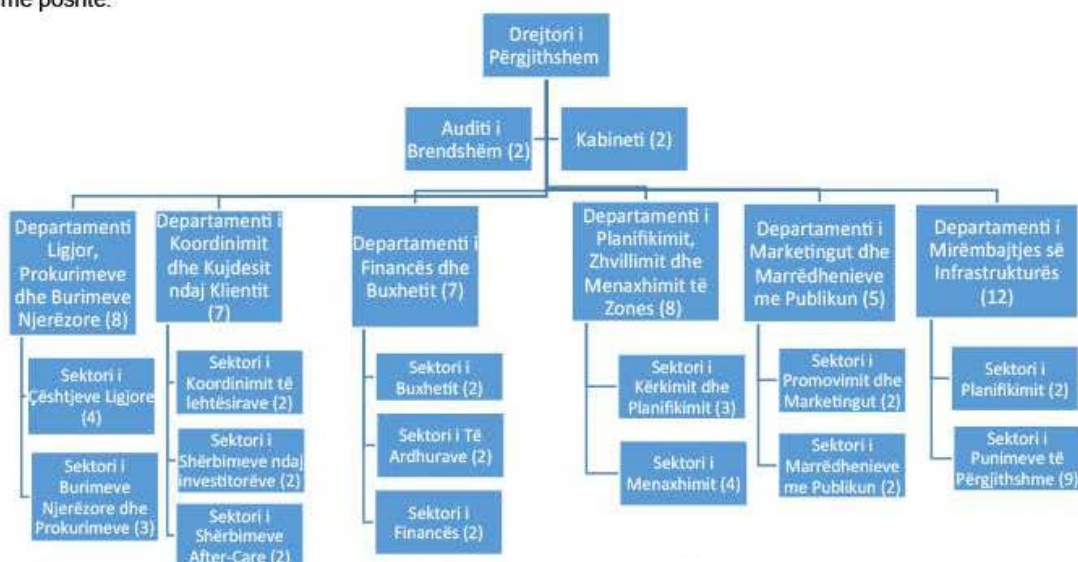 më poshtë.
Drejtori i
Përgjithshem
Auditi i
Brendshëm (2)
Kabineti (2)
Departamenti
Ligjor,
Prokurimeve
dhe Burimeve
Njerëzore (8)
Departamenti i
Koordinimit
dhe Kujdesit
ndaj Klientit
(7)
Departamenti i
Financës dhe
Buxhetit (7)
Departamenti i
Planifikimit,
Zhvillimit dhe
Menaxhimit të
Zones (8)
Departamenti i
Marketingut dhe
Marrëdhenieve
me Publikun (5)
Departamenti i
Mirëmbajtjes së
Infrastrukturës
(12)
Sektori i
Çështjeve Ligjore
(4)
Sektori i
Burimeve
Njerëzore dhe
Prokurimeve (3)
Sektori i
Koordinimit të
lehtësirave (2)
Sektori i
Shërbimeve ndaj
investitorëve (2)
Sektori i
Shërbimeve
After-Care (2)
Sektori i
Buxhetit (2)
Sektori i Të
Ardhurave (2)
Sektori i
Financës (2)
Sektori i
Kërkimit dhe
Planifikimit (3)
Sektori i
Menaxhimit (4)
Sektori i
Promovimit dhe
Marketingut (2)
Sektori i
Marrëdhenieve
me Publikun (2)
Sektori i
Planifikimit (2)
Sektori i
Punimeve të
Përgjithshme (9)